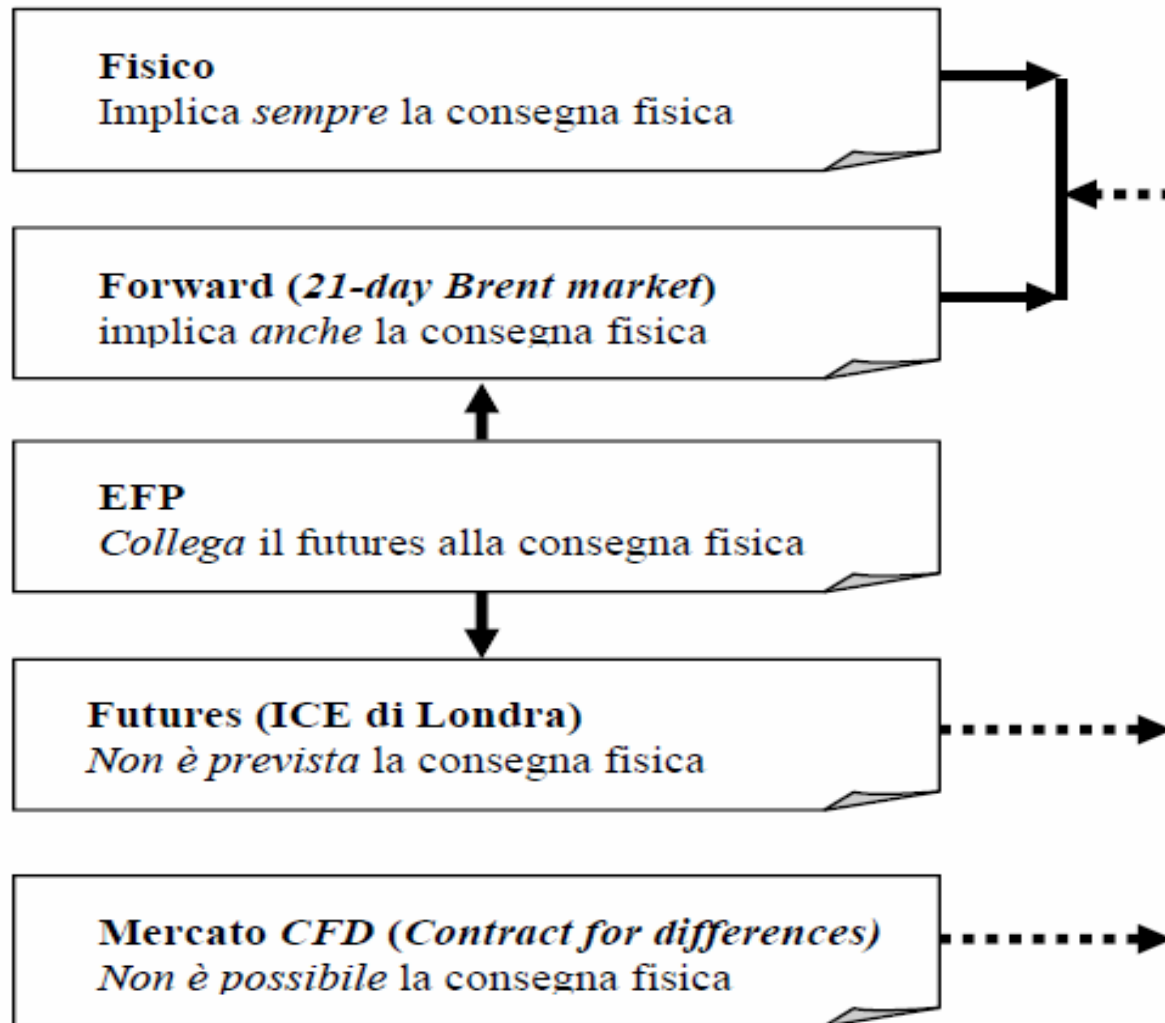 Fisico
Implica sempre la consegna fisica
Forward (21-day Brent market)
implica anche la consegna fisica
EFP
Collega il futures alla consegna fisica
Futures (ICE di Londra)
Non è prevista la consegna fisica
Mercato CFD (Contract for differences)
Non è possibile la consegna fisica